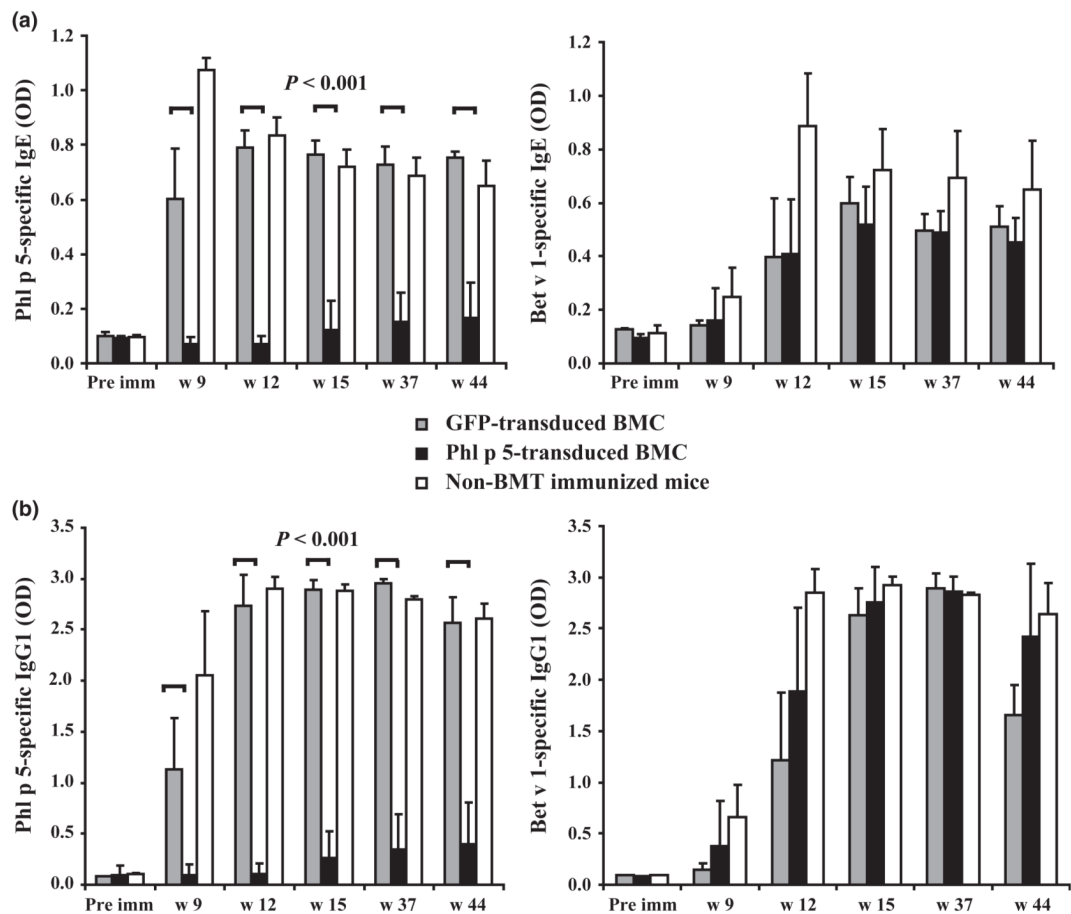 (a)
Phl p 5-specific IgE (OD)
1.2
1.0
0.8
0.6
0.4
0.2
0.0
P < 0.001
Pre imm w 9 w 12 w 15 w 37 w 44
Bet v 1-specific IgE (OD)
1.2
1.0
0.8
0.6
0.4
0.2
0.0
Pre imm w 9 w 12 w 15 w 37 w 44
GFP-transduced BMC
Phl p 5-transduced BMC
Non-BMT immunized mice
(b)
Phl p 5-specific IgG1 (OD)
3.5
3.0
2.5
2.0
1.5
1.0
0.5
0.0
P < 0.001
Pre imm w 9 w 12 w 15 w 37 w 44
Bet v 1-specific IgG1 (OD)
3.5
3.0
2.5
2.0
1.5
1.0
0.5
0.0
Pre imm w 9 w 12 w 15 w 37 w 44